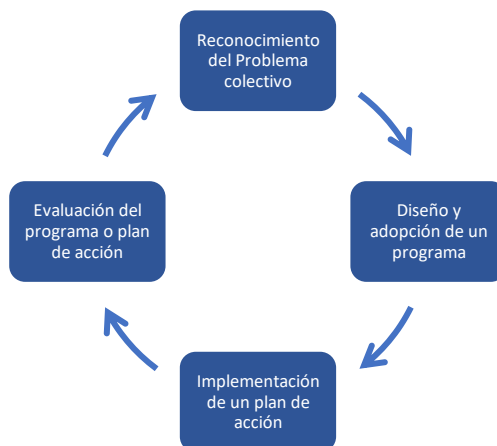 Reconocimiento
del Problema
colectivo
Diseño y
adopción de un
programa
Implementación
de un plan de
acción
Evaluación del
programa o plan
de acción